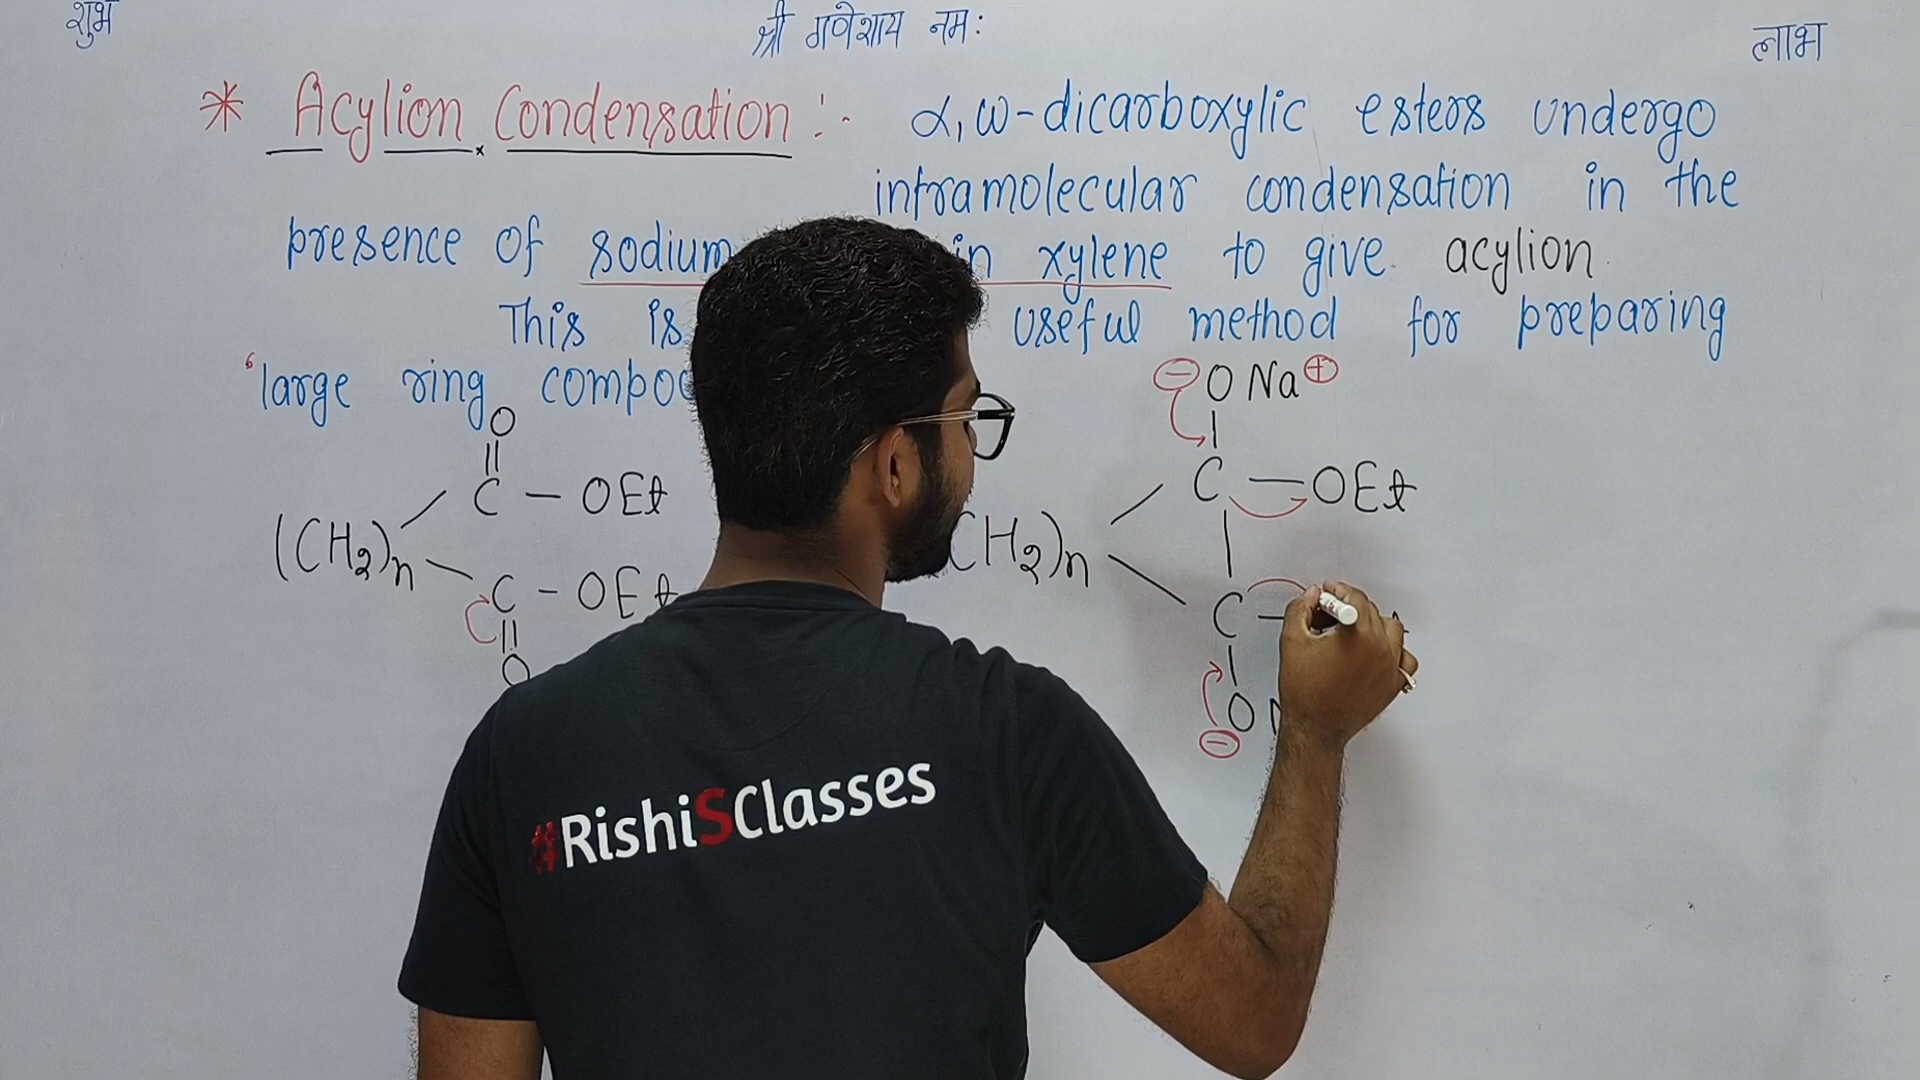 शुभ श्री गणेशाय नमः लाभ
* Acylion Condensation :- α,ω-dicarboxylic esters undergo
intramolecular condensation in the
presence of sodium in xylene to give acylion
This is useful method for preparing
large ring
O
||
C - OEt
(CH2)n
C - OEt
||
O
⊖ O Na ⊕
|
C - OEt
|
CH2)n
C -
|
O
⊖
#RishiSClasses